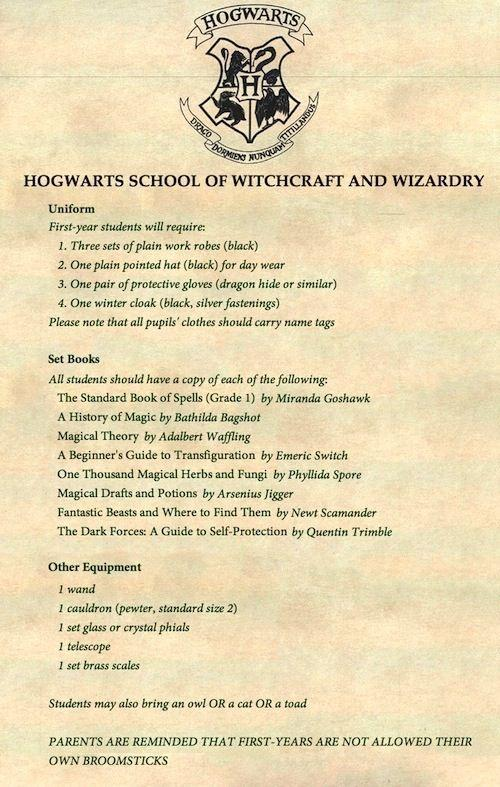 HOGWARTS
H
DRACO DORMIENS NUNQUAM TITILLANDUS
HOGWARTS SCHOOL OF WITCHCRAFT AND WIZARDRY
Uniform
First-year students will require:
1. Three sets of plain work robes (black)
2. One plain pointed hat (black) for day wear
3. One pair of protective gloves (dragon hide or similar)
4. One winter cloak (black, silver fastenings)
Please note that all pupils' clothes should carry name tags
Set Books
All students should have a copy of each of the following:
The Standard Book of Spells (Grade 1) by Miranda Goshawk
A History of Magic by Bathilda Bagshot
Magical Theory by Adalbert Waffling
A Beginner's Guide to Transfiguration by Emeric Switch
One Thousand Magical Herbs and Fungi by Phyllida Spore
Magical Drafts and Potions by Arsenius Jigger
Fantastic Beasts and Where to Find Them by Newt Scamander
The Dark Forces: A Guide to Self-Protection by Quentin Trimble
Other Equipment
1 wand
1 cauldron (pewter, standard size 2)
1 set glass or crystal phials
1 telescope
1 set brass scales
Students may also bring an owl OR a cat OR a toad
PARENTS ARE REMINDED THAT FIRST-YEARS ARE NOT ALLOWED THEIR
OWN BROOMSTICKS